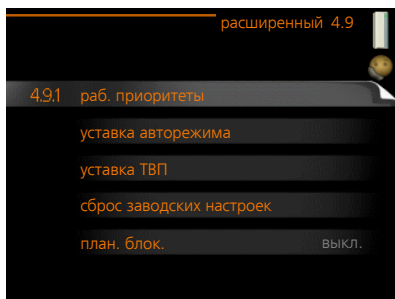 расширенный 4.9
4.9.1 раб. приоритеты
уставка авторежима
уставка ТВП
сброс заводских настроек
план. блок. выкл.